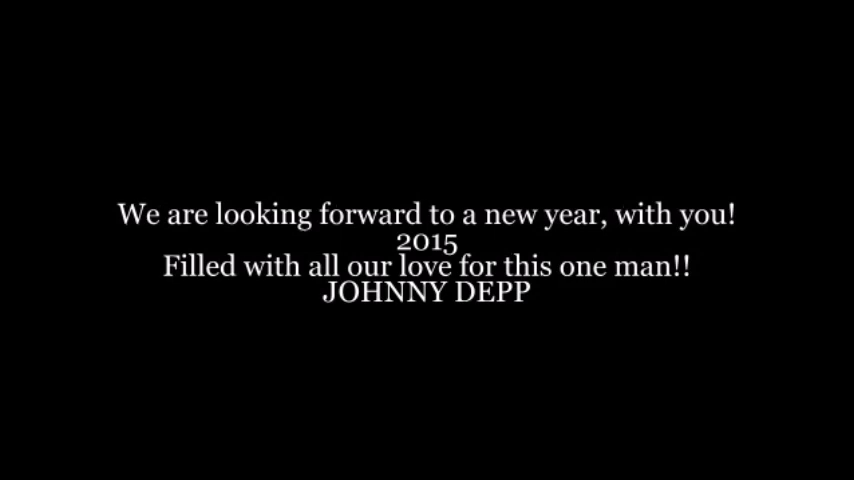 We are looking forward to a new year, with you!
2015
Filled with all our love for this one man!!
JOHNNY DEPP